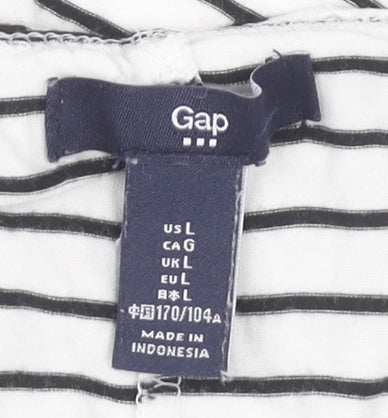 Gap
US L
CA G
UK L
EU L
日本 L
中国 170/104A
MADE IN
INDONESIA